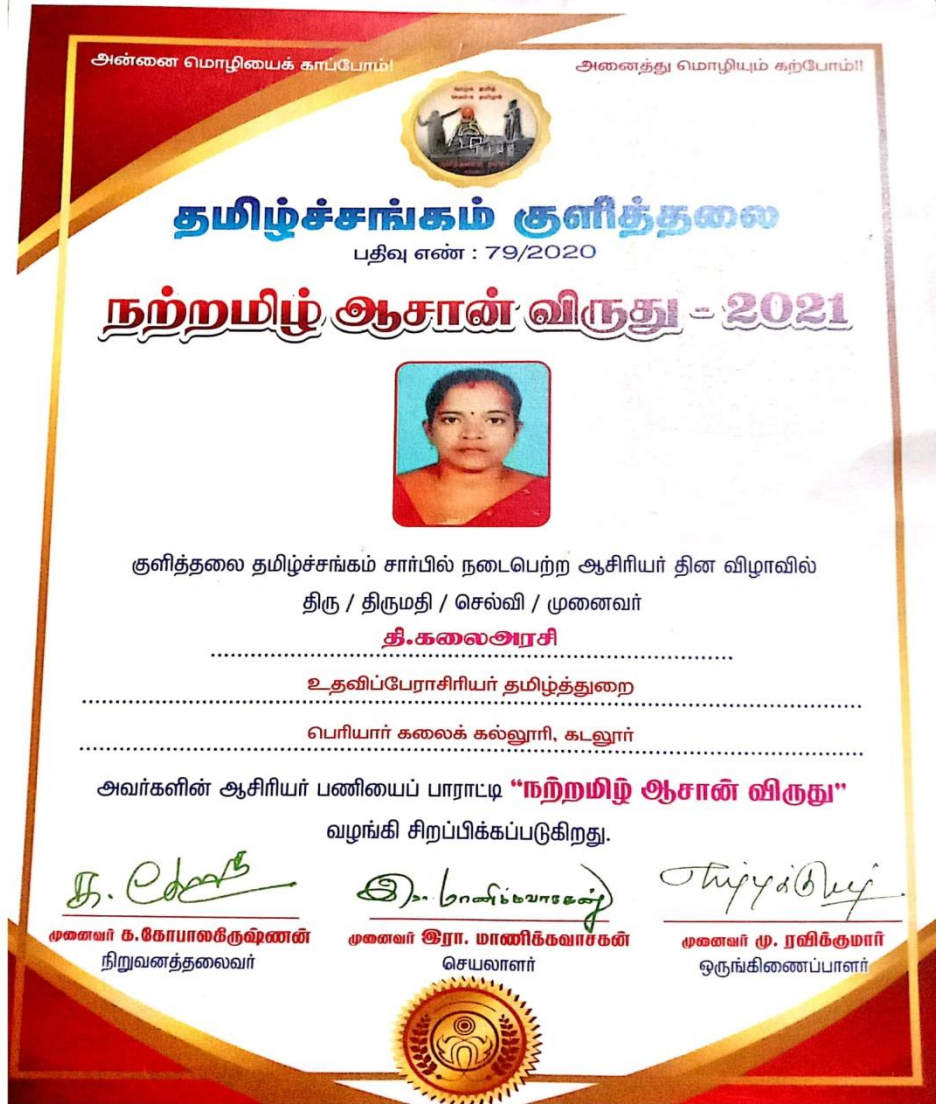 அன்னை மொழியைக் காப்போம்!
அனைத்து மொழியும் கற்போம்!!
தமிழ்ச்சங்கம் குளித்தலை
பதிவு எண் : 79/2020
நற்றமிழ் ஆசான் விருது - 2021
குளித்தலை தமிழ்ச்சங்கம் சார்பில் நடைபெற்ற ஆசிரியர் தின விழாவில்
திரு / திருமதி / செல்வி / முனைவர்
தி.கலைஅரசி
உதவிப்பேராசிரியர் தமிழ்த்துறை
பெரியார் கலைக் கல்லூரி, கடலூர்
அவர்களின் ஆசிரியர் பணியைப் பாராட்டி “நற்றமிழ் ஆசான் விருது”
வழங்கி சிறப்பிக்கப்படுகிறது.
இரா. மாணிக்கவாசகன்
முனைவர் க.கோபாலகிருஷ்ணன்
முனைவர் இரா. மாணிக்கவாசகன்
முனைவர் மு. ரவிக்குமார்
நிறுவனத்தலைவர்
செயலாளர்
ஒருங்கிணைப்பாளர்